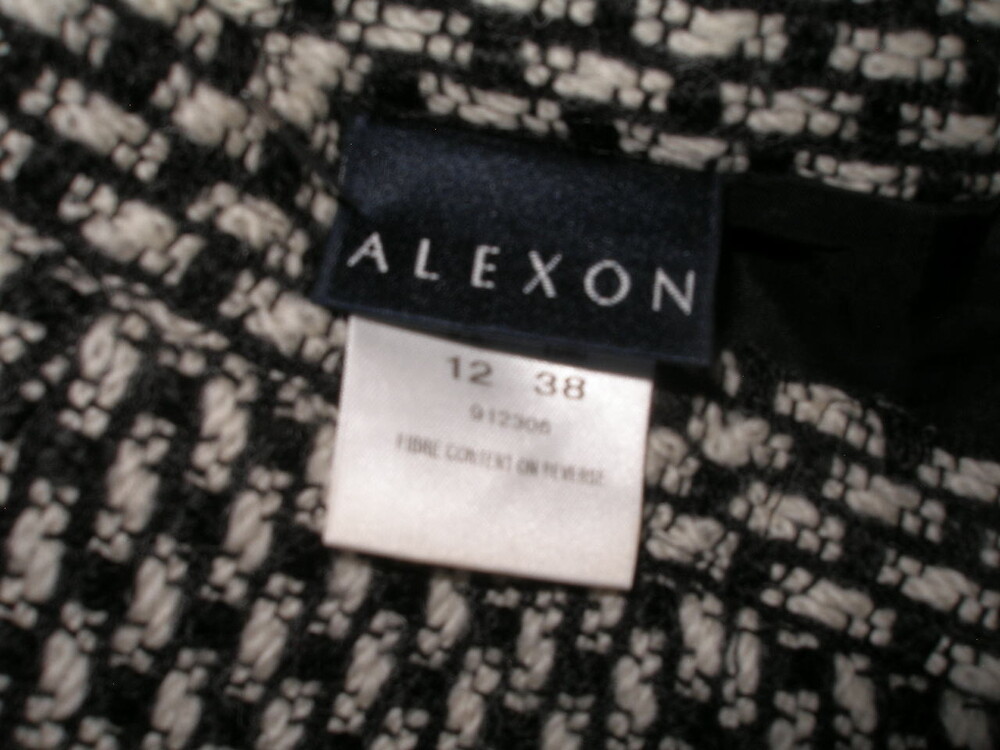 ALEXON
12 38
912306
FIBRE CONTENT ON REVERSE